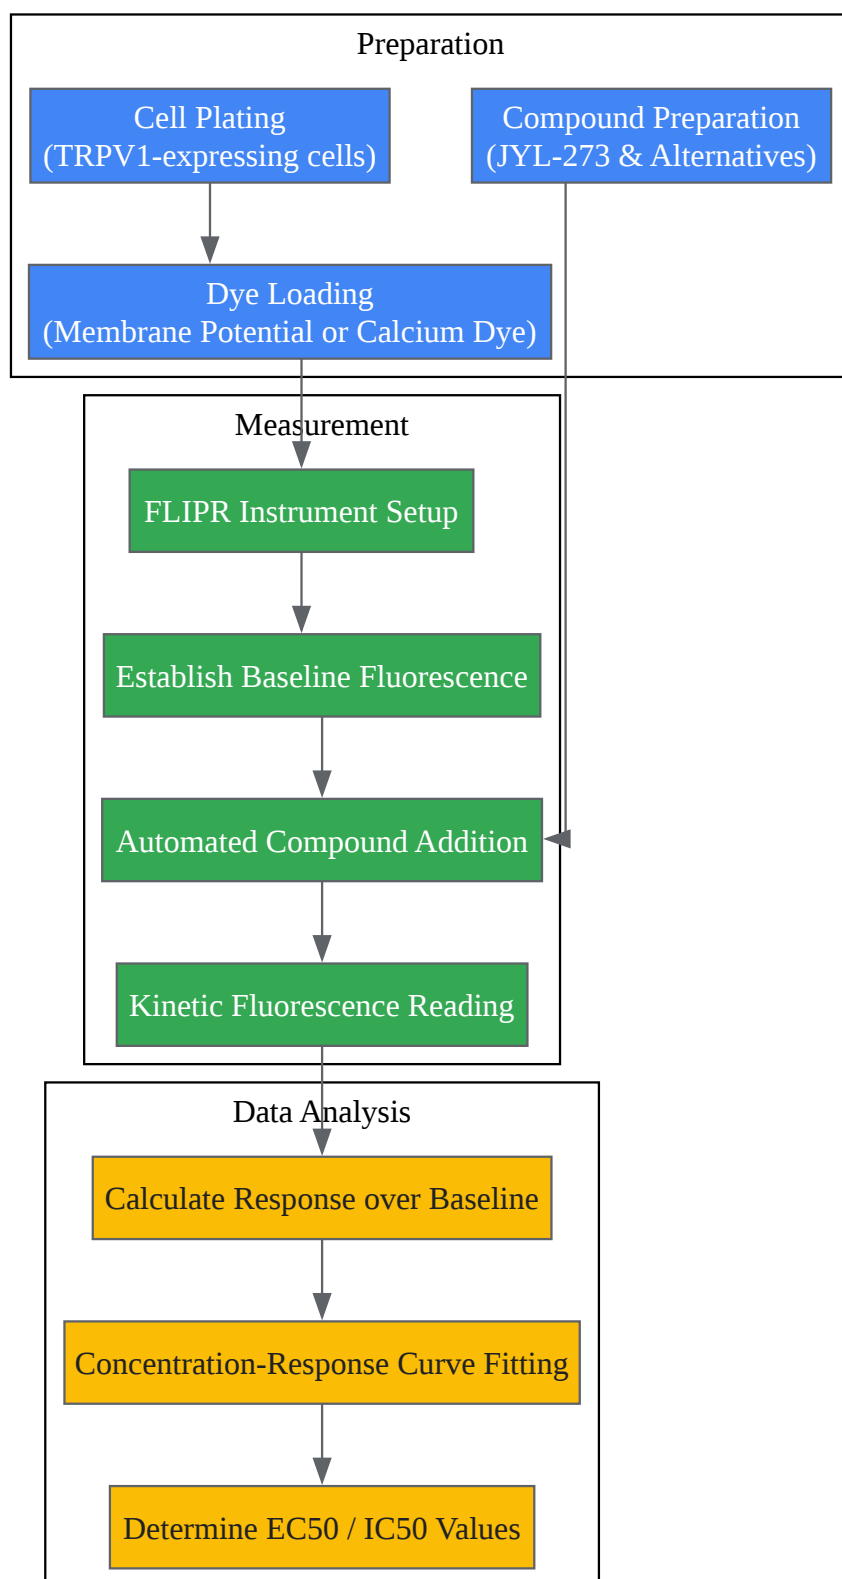 Preparation
Cell Plating
(TRPV1-expressing cells)
Compound Preparation
(JYL-273 & Alternatives)
Dye Loading
(Membrane Potential or Calcium Dye)
Measurement
FLIPR Instrument Setup
Establish Baseline Fluorescence
Automated Compound Addition
Kinetic Fluorescence Reading
Data Analysis
Calculate Response over Baseline
Concentration-Response Curve Fitting
Determine EC50 / IC50 Values